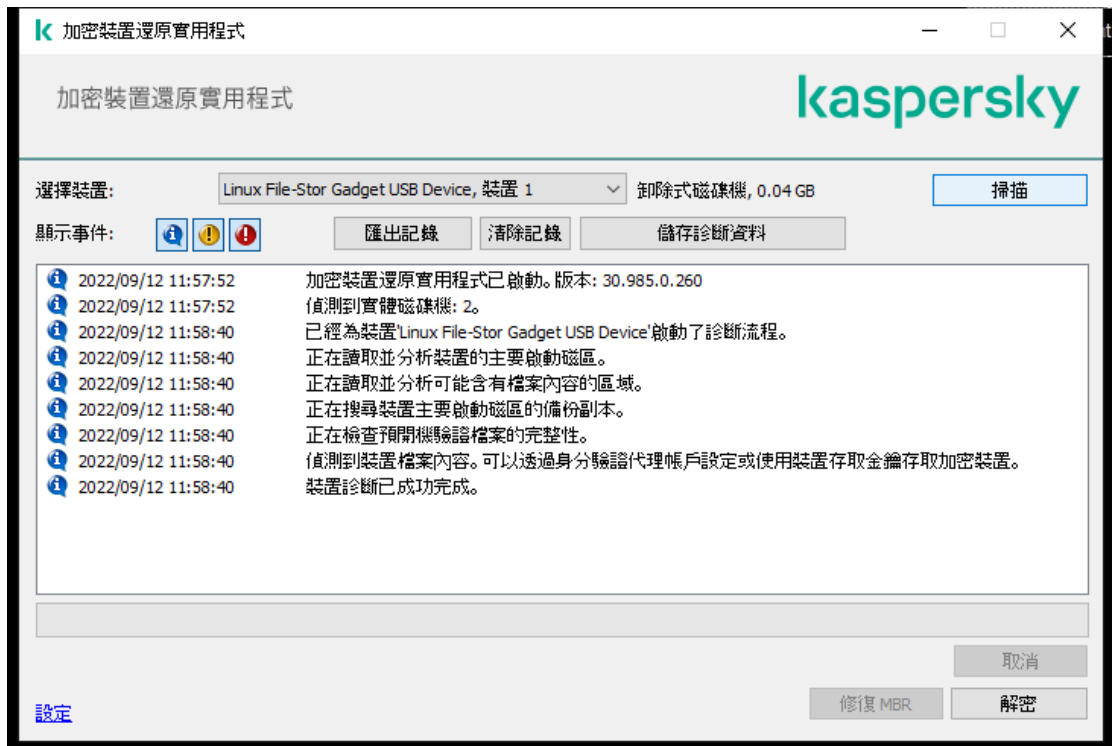 加密裝置還原實用程式
加密裝置還原實用程式
kaspersky
選擇裝置: Linux File-Stor Gadget USB Device, 裝置 1 卸除式磁碟機, 0.04 GB 掃描
顯示事件: 匯出記錄 清除記錄 儲存診斷資料
2022/09/12 11:57:52 加密裝置還原實用程式已啟動。版本: 30.985.0.260
2022/09/12 11:57:52 偵測到實體磁碟機: 2。
2022/09/12 11:58:40 已經為裝置'Linux File-Stor Gadget USB Device'啟動了診斷流程。
2022/09/12 11:58:40 正在讀取並分析裝置的主要啟動磁區。
2022/09/12 11:58:40 正在讀取並分析可能含有檔案內容的區域。
2022/09/12 11:58:40 正在搜尋裝置主要啟動磁區的備份副本。
2022/09/12 11:58:40 正在檢查預開機驗證檔案的完整性。
2022/09/12 11:58:40 偵測到裝置檔案內容。可以透過身分驗證代理帳戶設定或使用裝置存取金鑰存取加密裝置。
2022/09/12 11:58:40 裝置診斷已成功完成。
取消
設定 修復 MBR 解密